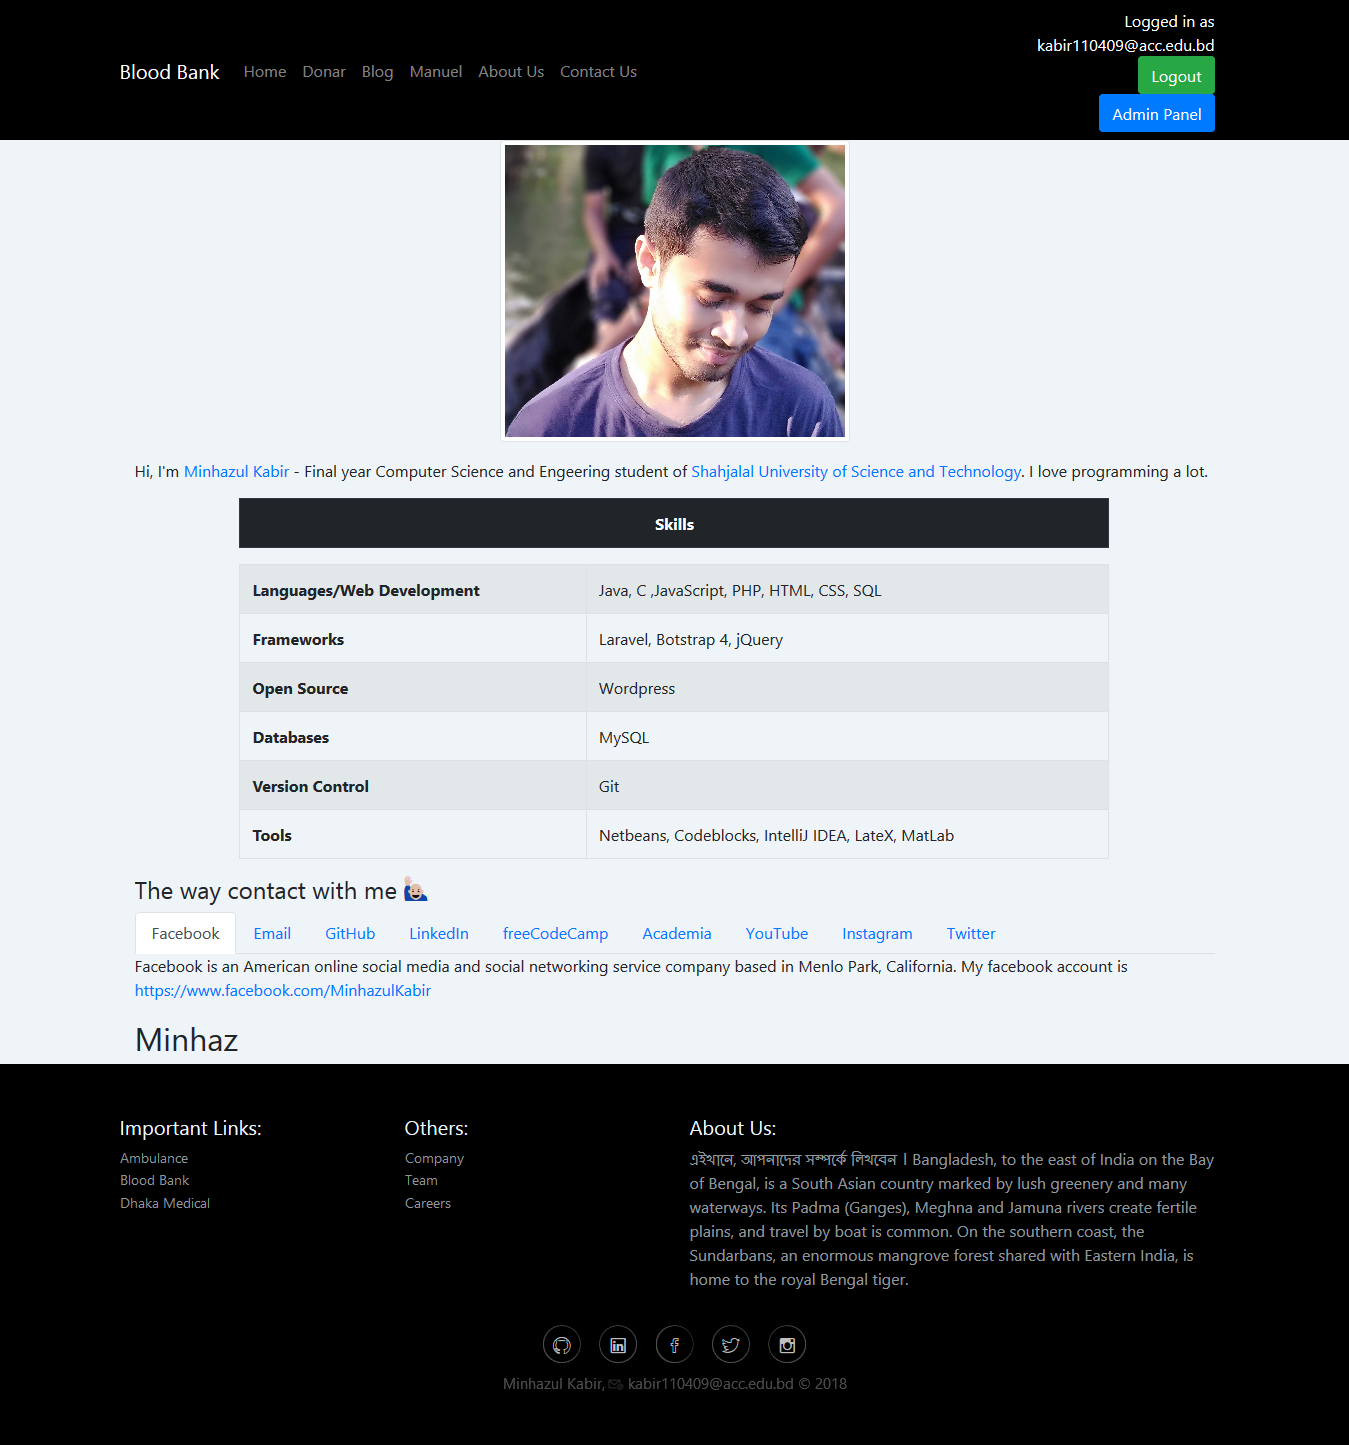 Logged in as
kabir110409@acc.edu.bd
Blood Bank Home Donar Blog Manuel About Us Contact Us
Logout
Admin Panel
Hi, I'm Minhazul Kabir - Final year Computer Science and Engeering student of Shahjalal University of Science and Technology. I love programming a lot.
Skills
Languages/Web Development Java, C ,JavaScript, PHP, HTML, CSS, SQL
Frameworks Laravel, Botstrap 4, jQuery
Open Source Wordpress
Databases MySQL
Version Control Git
Tools Netbeans, Codeblocks, IntelliJ IDEA, LateX, MatLab
The way contact with me
Facebook Email GitHub LinkedIn freeCodeCamp Academia YouTube Instagram Twitter
Facebook is an American online social media and social networking service company based in Menlo Park, California. My facebook account is
https://www.facebook.com/MinhazulKabir
Minhaz
Important Links:
Ambulance
Blood Bank
Dhaka Medical
Others:
Company
Team
Careers
About Us:
এইখানে, আপনাদের সম্পর্কে লিখবেন । Bangladesh, to the east of India on the Bay
of Bengal, is a South Asian country marked by lush greenery and many
waterways. Its Padma (Ganges), Meghna and Jamuna rivers create fertile
plains, and travel by boat is common. On the southern coast, the
Sundarbans, an enormous mangrove forest shared with Eastern India, is
home to the royal Bengal tiger.
Minhazul Kabir, kabir110409@acc.edu.bd © 2018